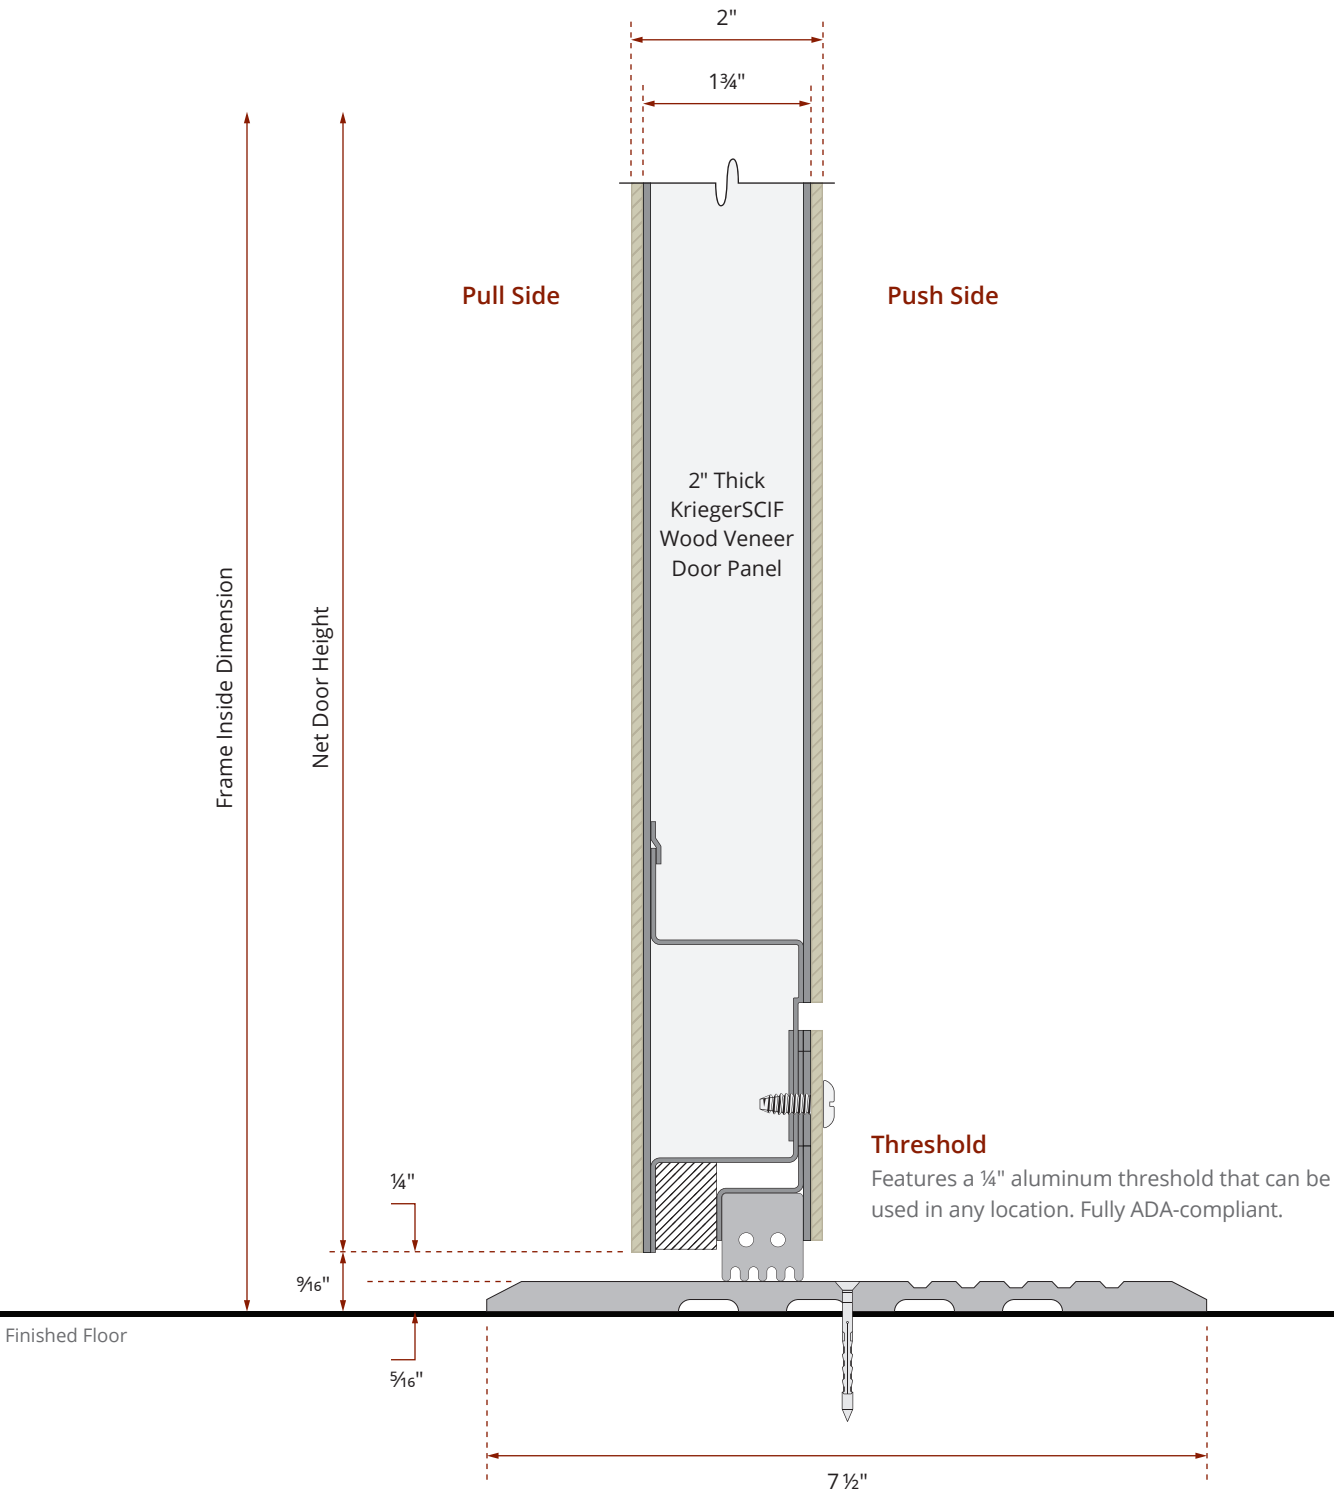 2"
1¾"
Pull Side
Push Side
2" Thick
KriegerSCIF
Wood Veneer
Door Panel
Frame Inside Dimension
Net Door Height
Threshold
Features a ¼" aluminum threshold that can be
used in any location. Fully ADA-compliant.
¼"
9⁄16"
Finished Floor
5⁄16"
7 ½"